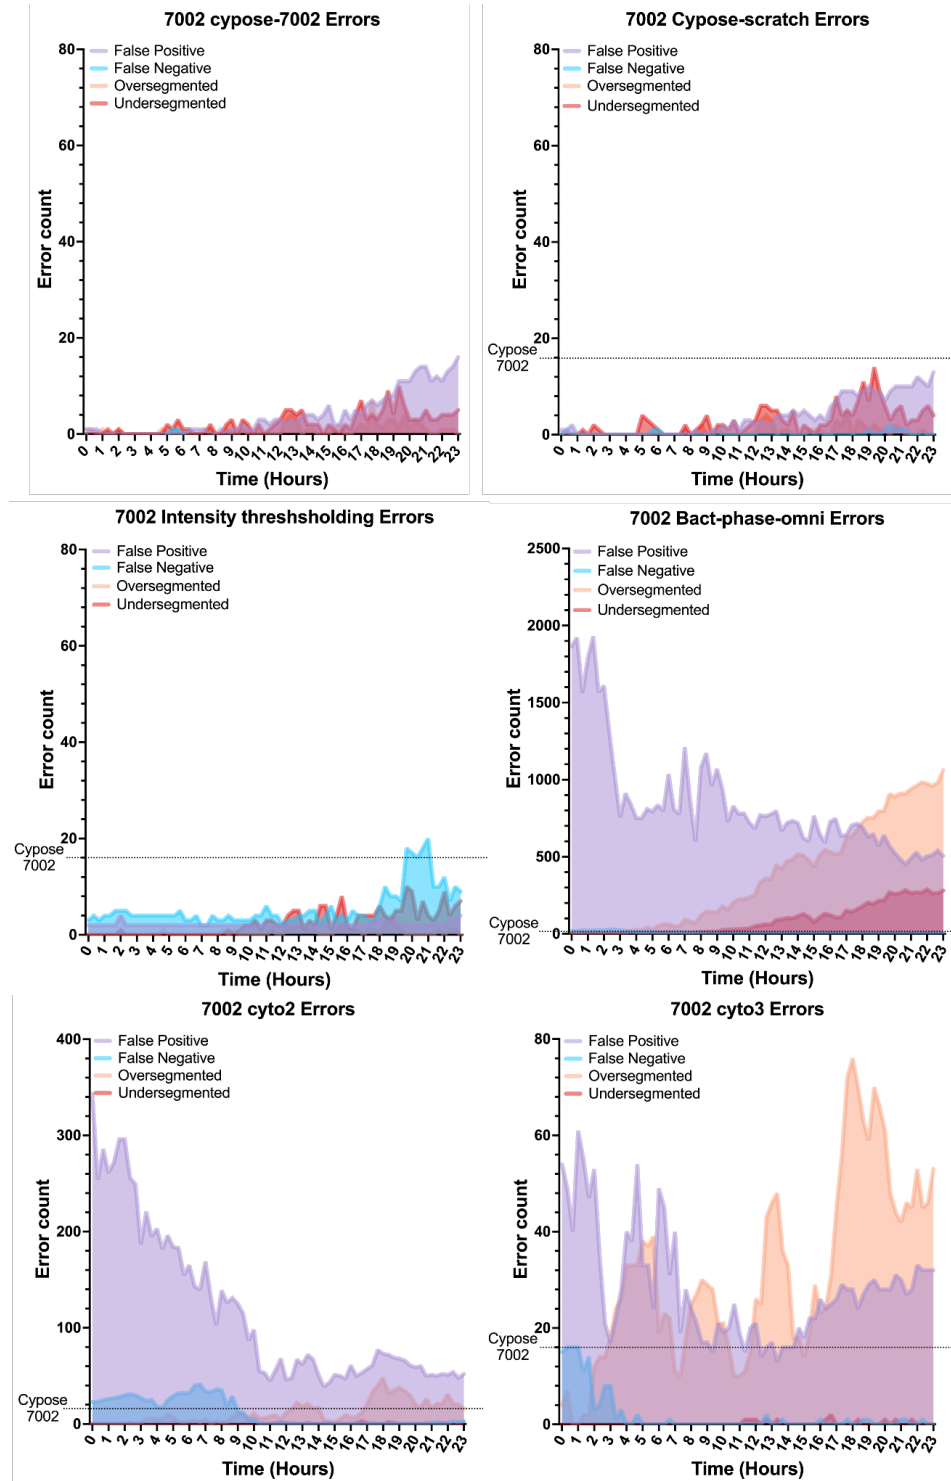 7002 cypose-7002 Errors
80
60
40
20
0
Error count
False Positive
False Negative
Oversegmented
Undersegmented
0 1 2 3 4 5 6 7 8 9 10 11 12 13 14 15 16 17 18 19 20 21 22 23
Time (Hours)
7002 Cypose-scratch Errors
80
60
40
20
0
Error count
False Positive
False Negative
Oversegmented
Undersegmented
Cypose
7002
0 1 2 3 4 5 6 7 8 9 10 11 12 13 14 15 16 17 18 19 20 21 22 23
Time (Hours)
7002 Intensity threshsholding Errors
80
60
40
20
0
Error count
False Positive
False Negative
Oversegmented
Undersegmented
Cypose
7002
0 1 2 3 4 5 6 7 8 9 10 11 12 13 14 15 16 17 18 19 20 21 22 23
Time (Hours)
7002 Bact-phase-omni Errors
2500
2000
1500
1000
500
0
Error count
False Positive
False Negative
Oversegmented
Undersegmented
Cypose
7002
0 1 2 3 4 5 6 7 8 9 10 11 12 13 14 15 16 17 18 19 20 21 22 23
Time (Hours)
7002 cyto2 Errors
400
300
200
100
0
Error count
False Positive
False Negative
Oversegmented
Undersegmented
Cypose
7002
0 1 2 3 4 5 6 7 8 9 10 11 12 13 14 15 16 17 18 19 20 21 22 23
Time (Hours)
7002 cyto3 Errors
80
60
40
20
0
Error count
False Positive
False Negative
Oversegmented
Undersegmented
Cypose
7002
0 1 2 3 4 5 6 7 8 9 10 11 12 13 14 15 16 17 18 19 20 21 22 23
Time (Hours)